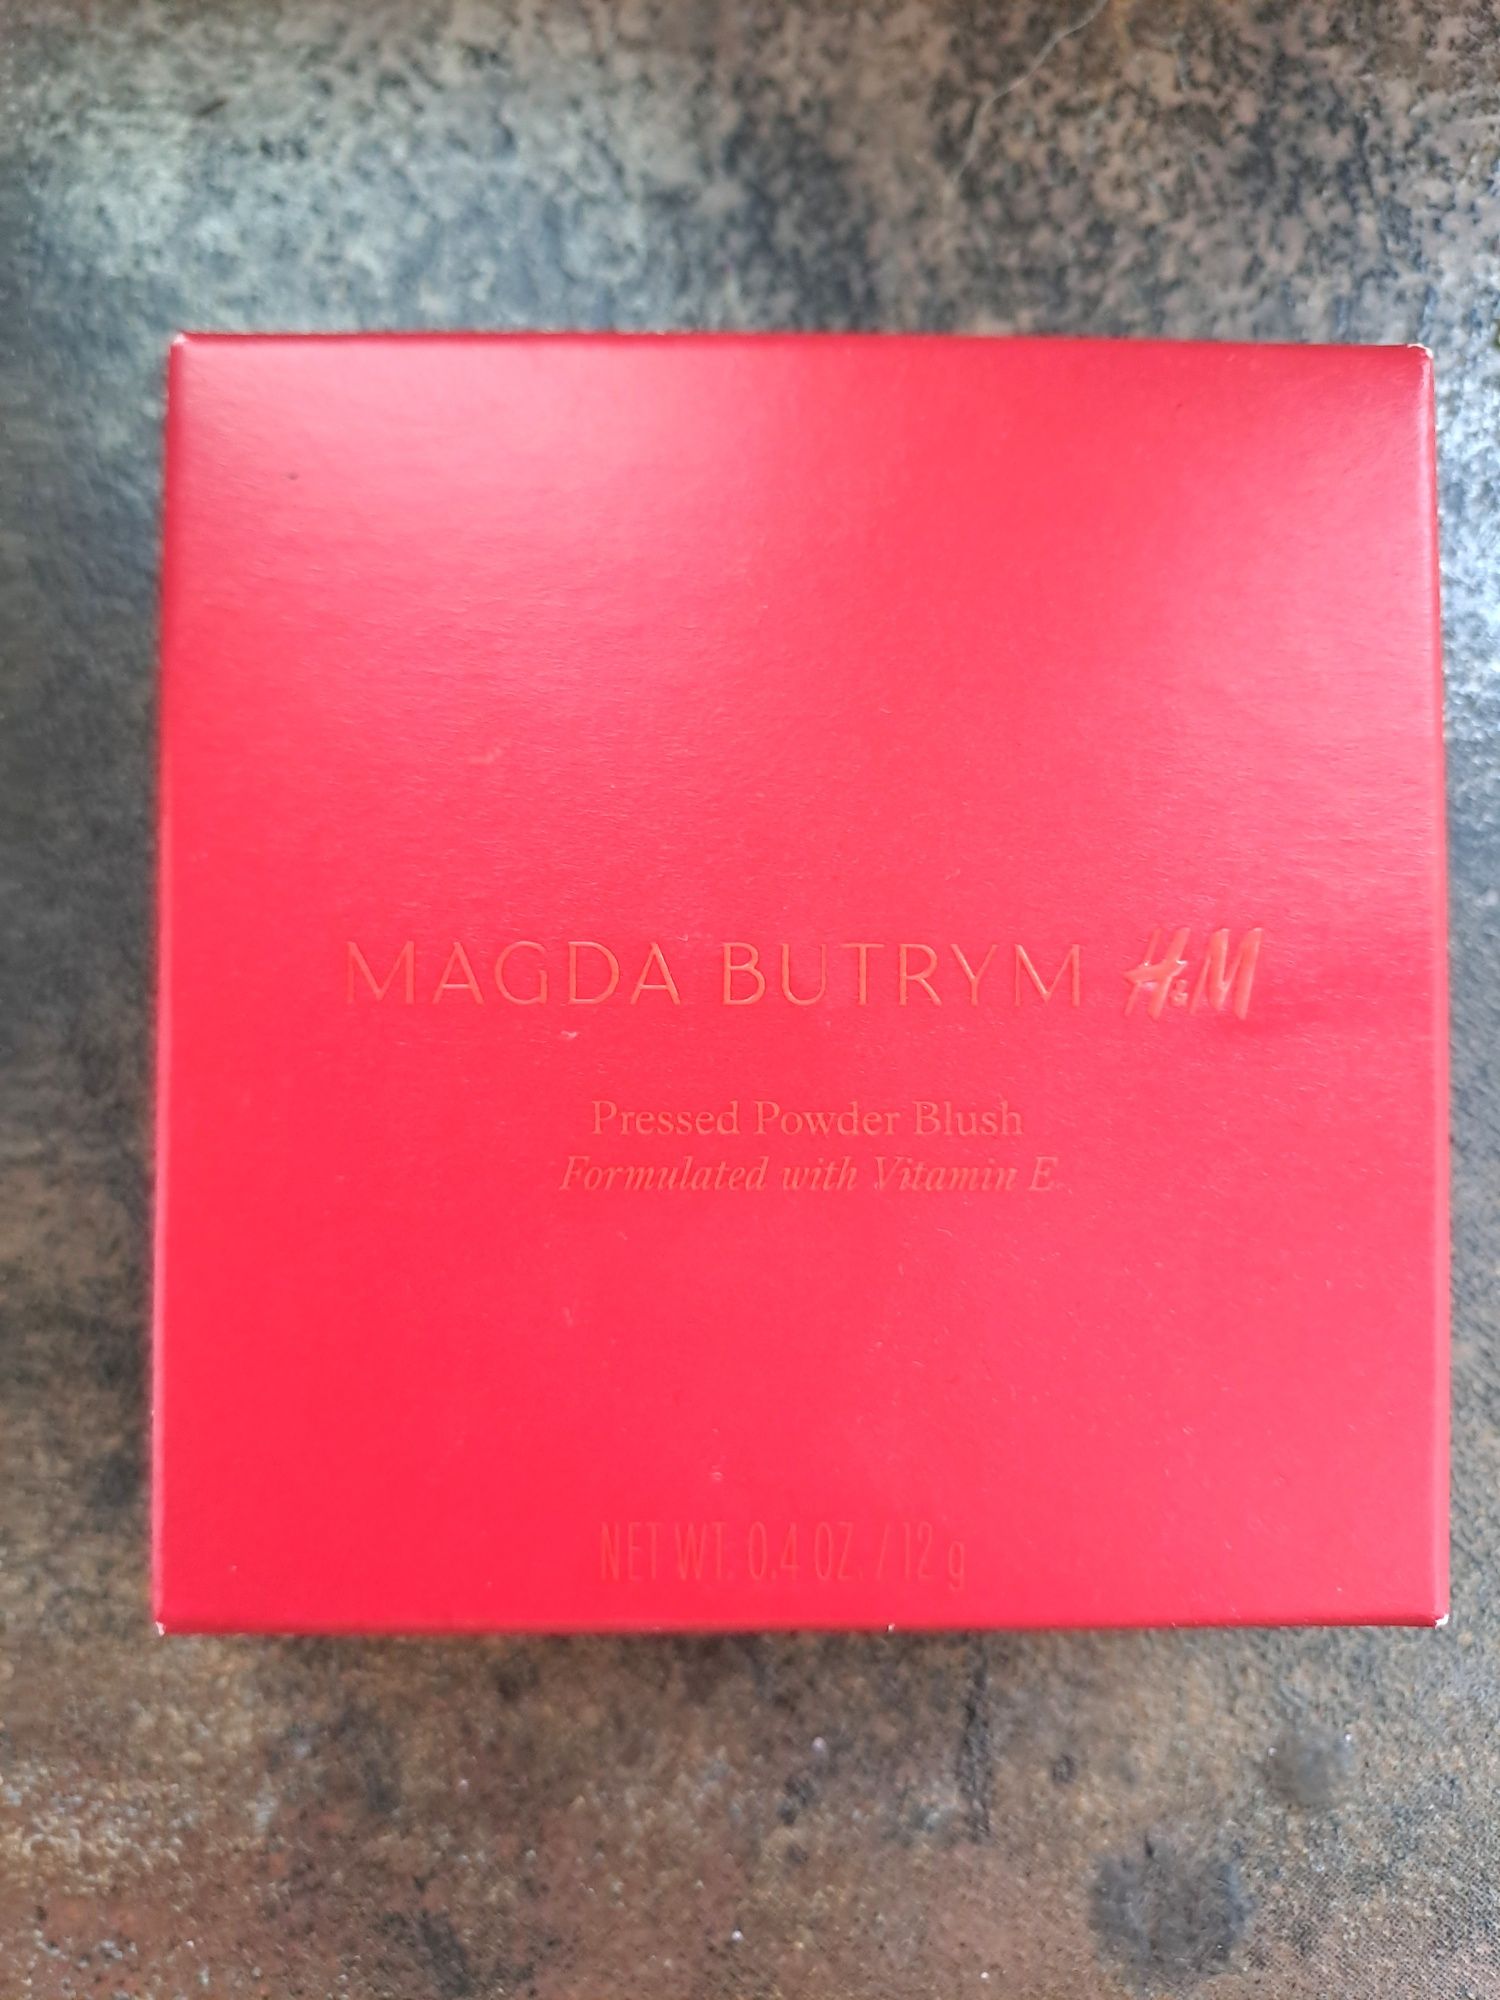 MAGDA BUTRYM H&M
Pressed Powder Blush
Formulated with Vitamin E
NET WT. 0.4 OZ. / 12 g